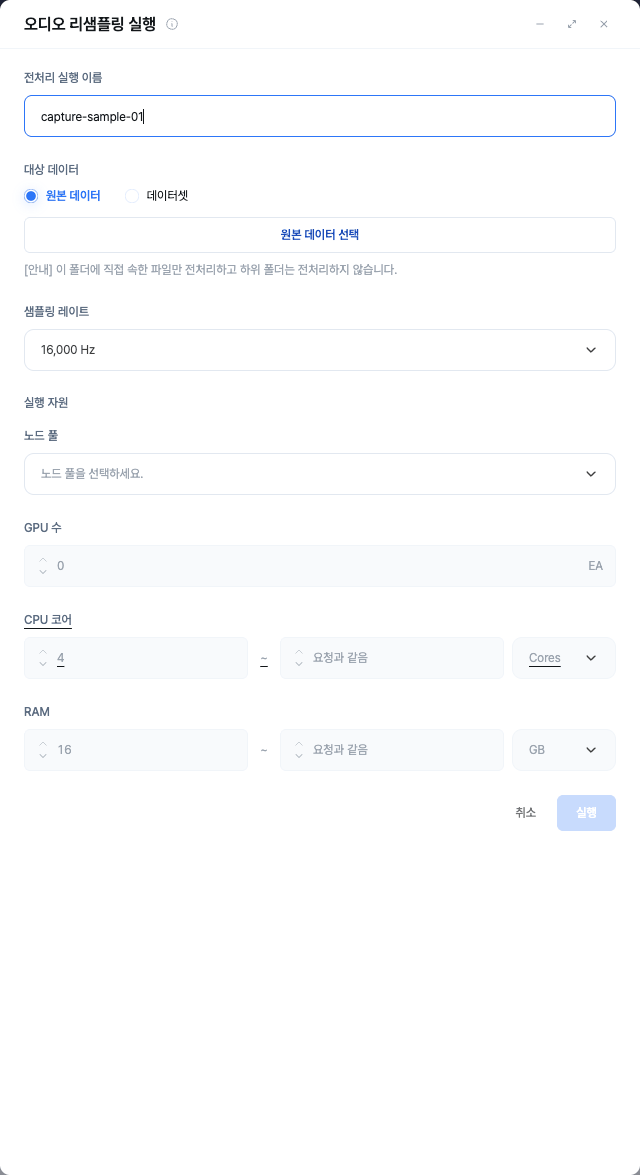 오디오 리샘플링 실행
전처리 실행 이름
capture-sample-01
대상 데이터
원본 데이터 데이터셋
원본 데이터 선택
[안내] 이 폴더에 직접 속한 파일만 전처리하고 하위 폴더는 전처리하지 않습니다.
샘플링 레이트
16,000 Hz
실행 자원
노드 풀
노드 풀을 선택하세요.
GPU 수
0 EA
CPU 코어
4 ~ 요청과 같음 Cores
RAM
16 ~ 요청과 같음 GB
취소 실행